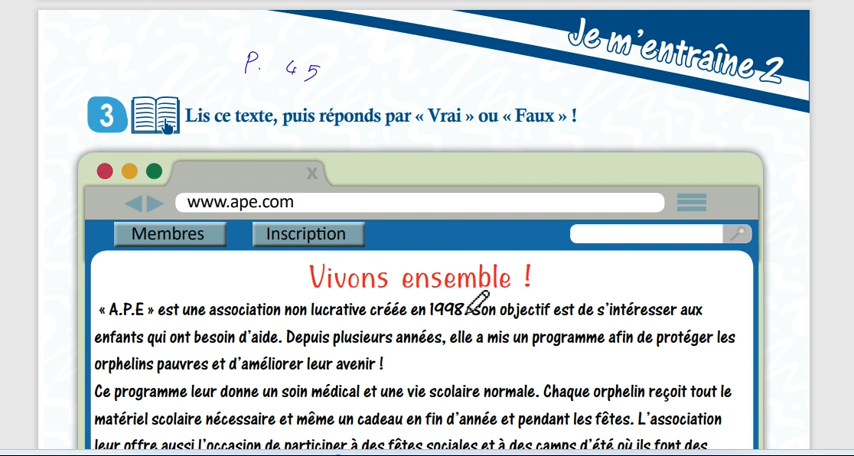 Je m'entraîne 2
P. 45
3 Lis ce texte, puis réponds par « Vrai » ou « Faux » !
x
www.ape.com
Membres Inscription
Vivons ensemble !
« A.P.E » est une association non lucrative créée en 1998. Son objectif est de s'intéresser aux
enfants qui ont besoin d'aide. Depuis plusieurs années, elle a mis un programme afin de protéger les
orphelins pauvres et d'améliorer leur avenir !
Ce programme leur donne un soin médical et une vie scolaire normale. Chaque orphelin reçoit tout le
matériel scolaire nécessaire et même un cadeau en fin d'année et pendant les fêtes. L'association
leur offre aussi l'occasion de participer à des fêtes sociales et à des camps d'été où ils font des